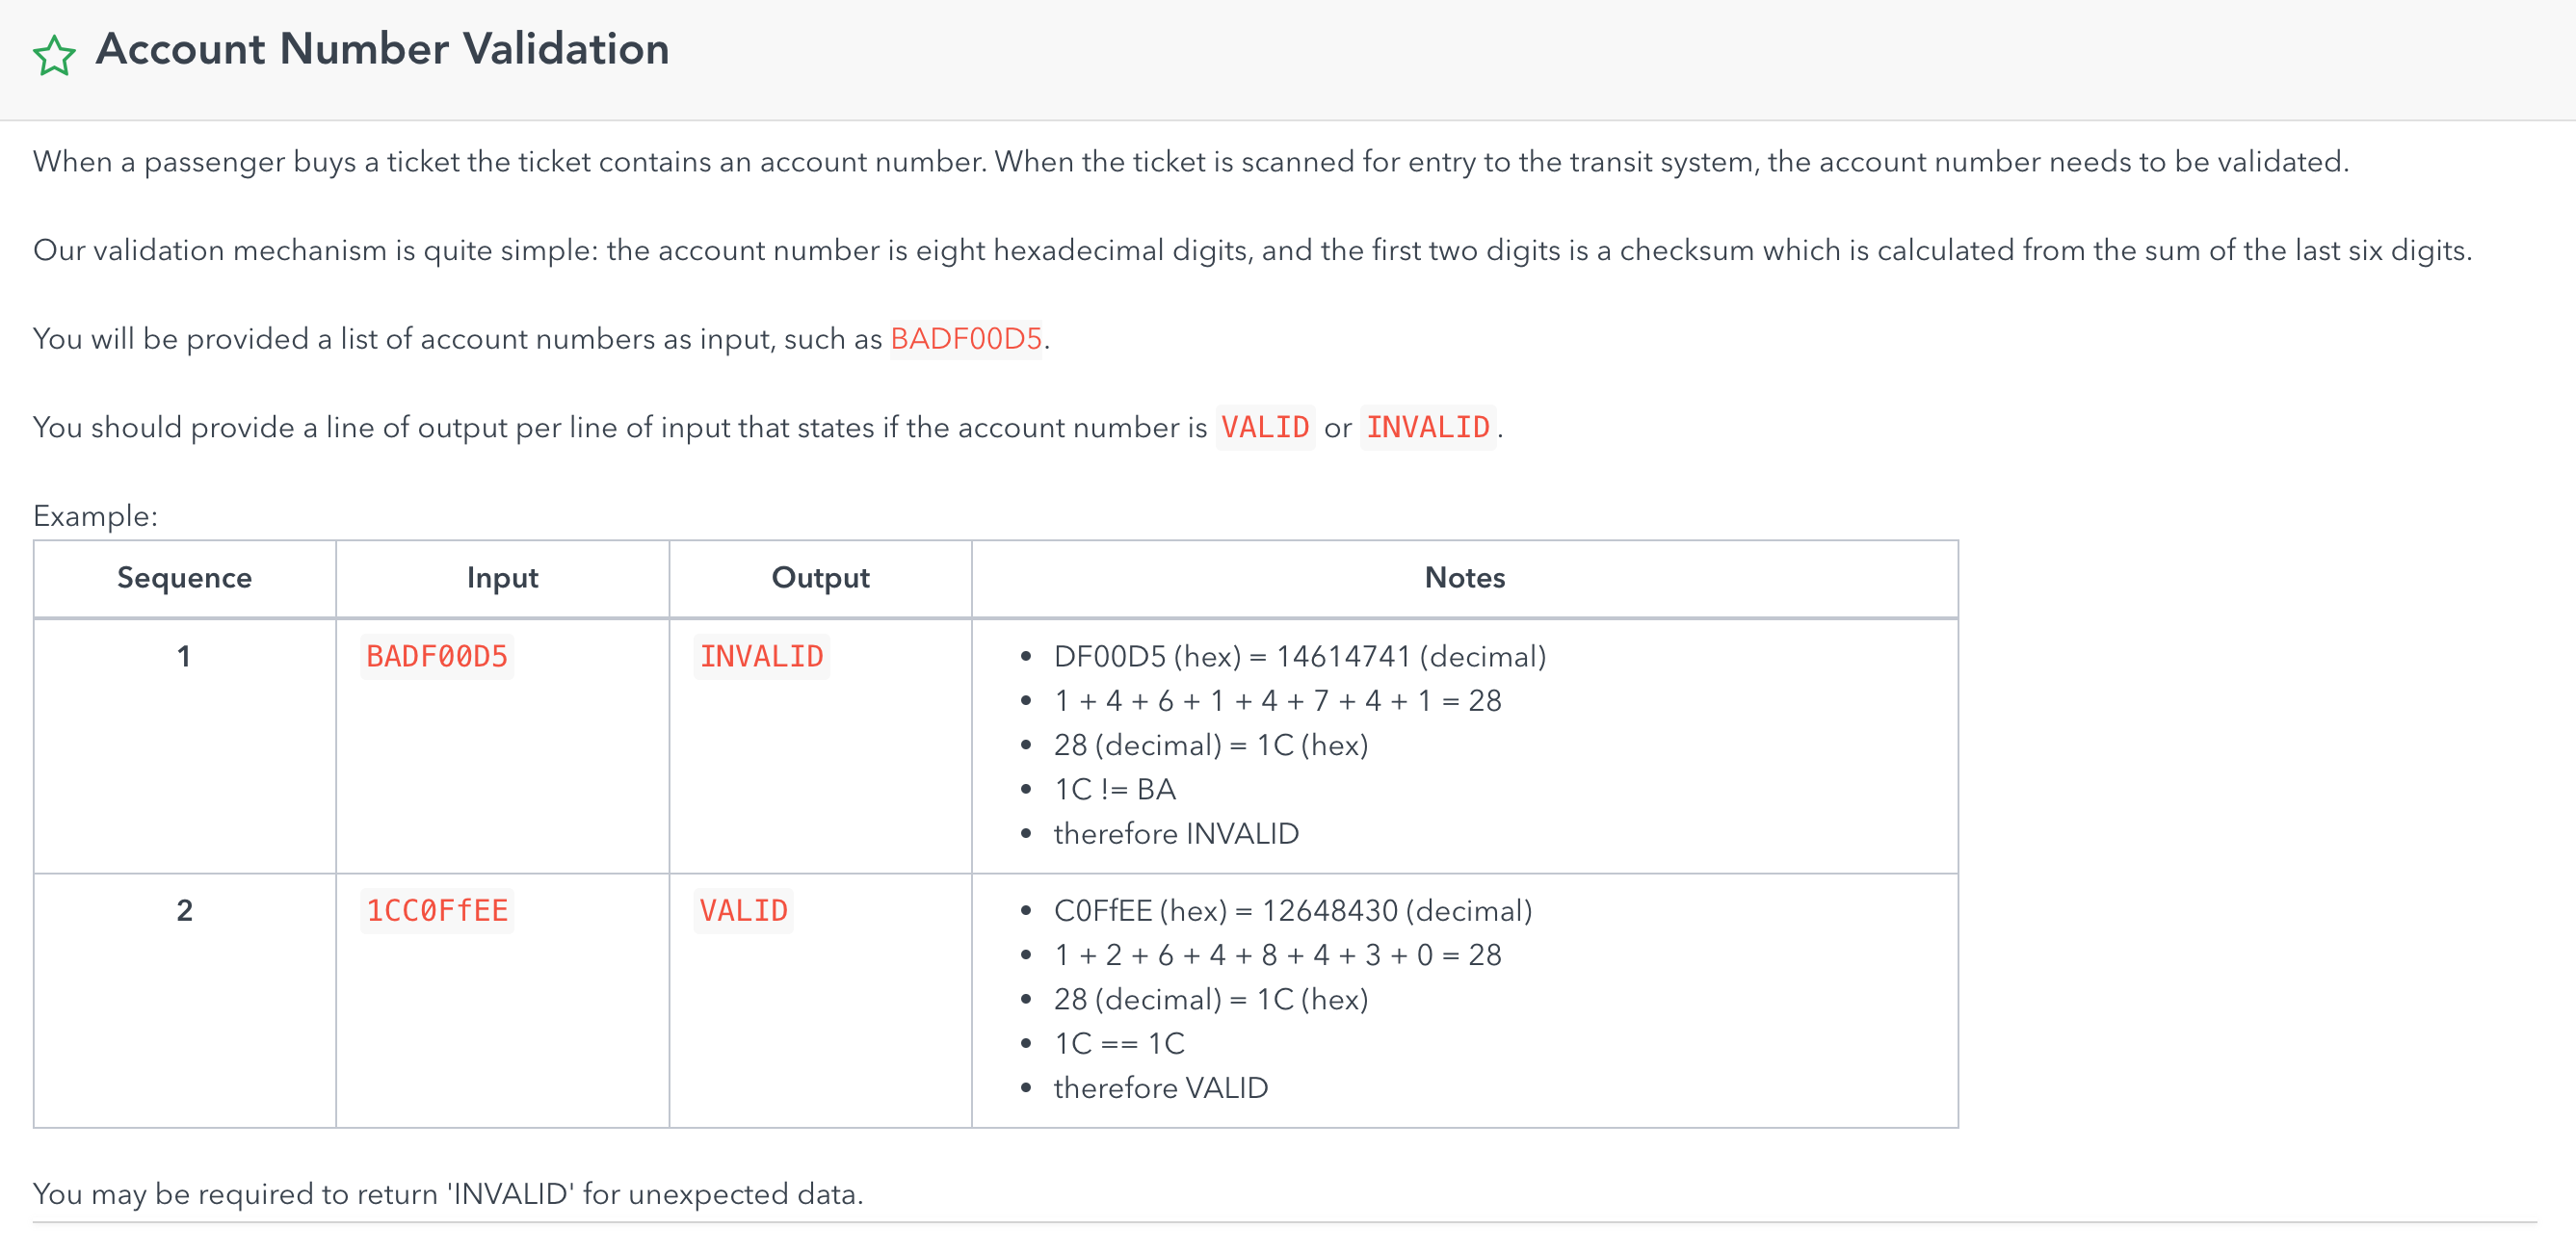 Account Number Validation
When a passenger buys a ticket the ticket contains an account number. When the ticket is scanned for entry to the transit system, the account number needs to be validated.
Our validation mechanism is quite simple: the account number is eight hexadecimal digits, and the first two digits is a checksum which is calculated from the sum of the last six digits.
You will be provided a list of account numbers as input, such as BADF00D5.
You should provide a line of output per line of input that states if the account number is VALID or INVALID.
Example:
Sequence Input Output Notes
1 BADF00D5 INVALID • DF00D5 (hex) = 14614741 (decimal)
• 1 + 4 + 6 + 1 + 4 + 7 + 4 + 1 = 28
• 28 (decimal) = 1C (hex)
• 1C != BA
• therefore INVALID
2 1CC0FfEE VALID • C0FfEE (hex) = 12648430 (decimal)
• 1 + 2 + 6 + 4 + 8 + 4 + 3 + 0 = 28
• 28 (decimal) = 1C (hex)
• 1C == 1C
• therefore VALID
You may be required to return 'INVALID' for unexpected data.